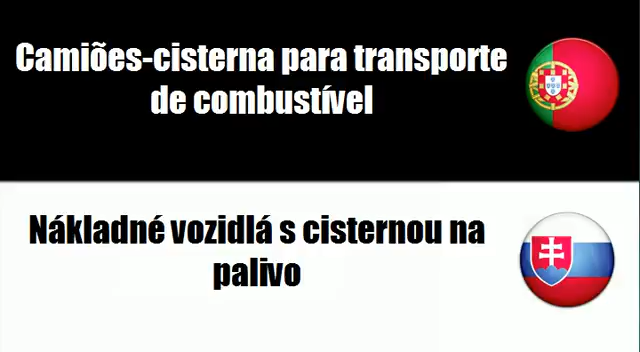 Camiões-cisterna para transporte
de combustível
Nákladné vozidlá s cisternou na
palivo